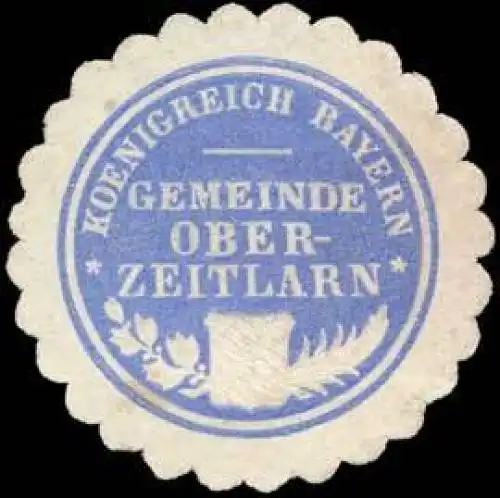 KOENIGREICH BAYERN
GEMEINDE
OBER-
ZEITLARN